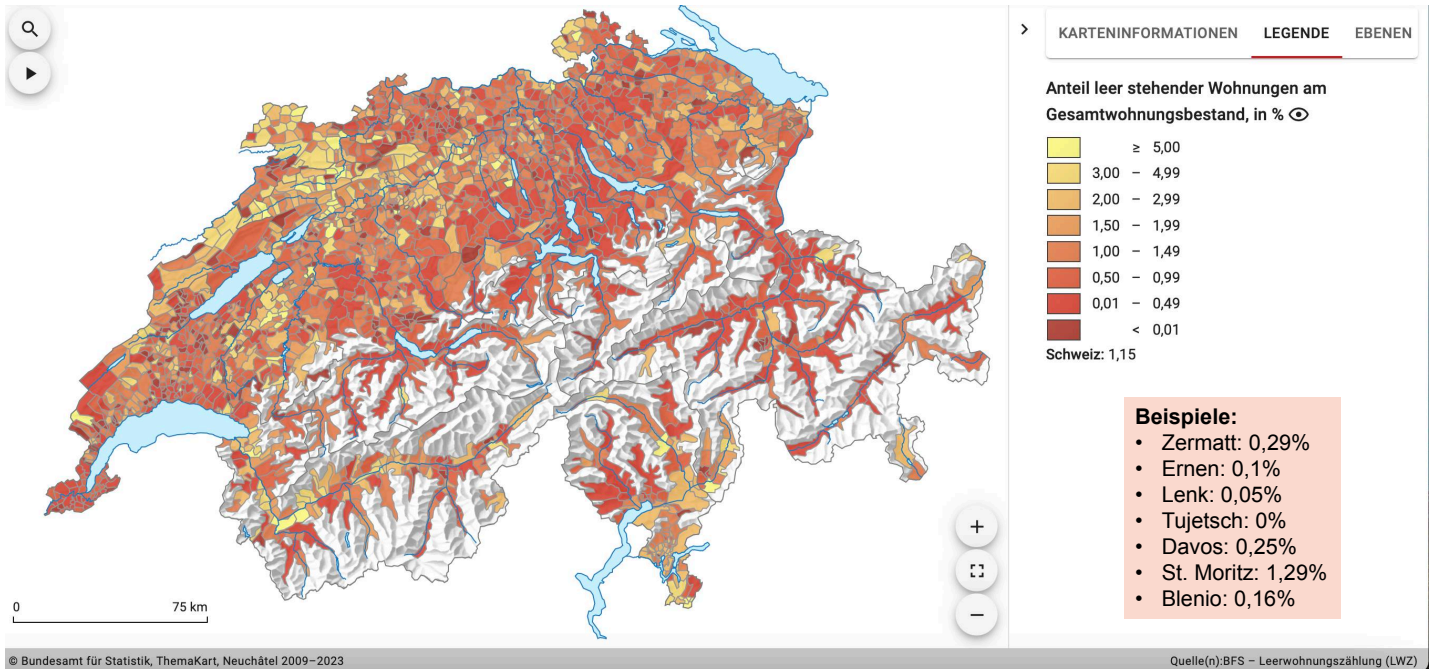 KARTENINFORMATIONEN LEGENDE EBENEN
Anteil leer stehender Wohnungen am
Gesamtwohnungsbestand, in %
≥ 5,00
3,00 – 4,99
2,00 – 2,99
1,50 – 1,99
1,00 – 1,49
0,50 – 0,99
0,01 – 0,49
< 0,01
Schweiz: 1,15
Beispiele:
• Zermatt: 0,29%
• Ernen: 0,1%
• Lenk: 0,05%
• Tujetsch: 0%
• Davos: 0,25%
• St. Moritz: 1,29%
• Blenio: 0,16%
0 75 km
© Bundesamt für Statistik, ThemaKart, Neuchâtel 2009–2023
Quelle(n):BFS – Leerwohnungszählung (LWZ)